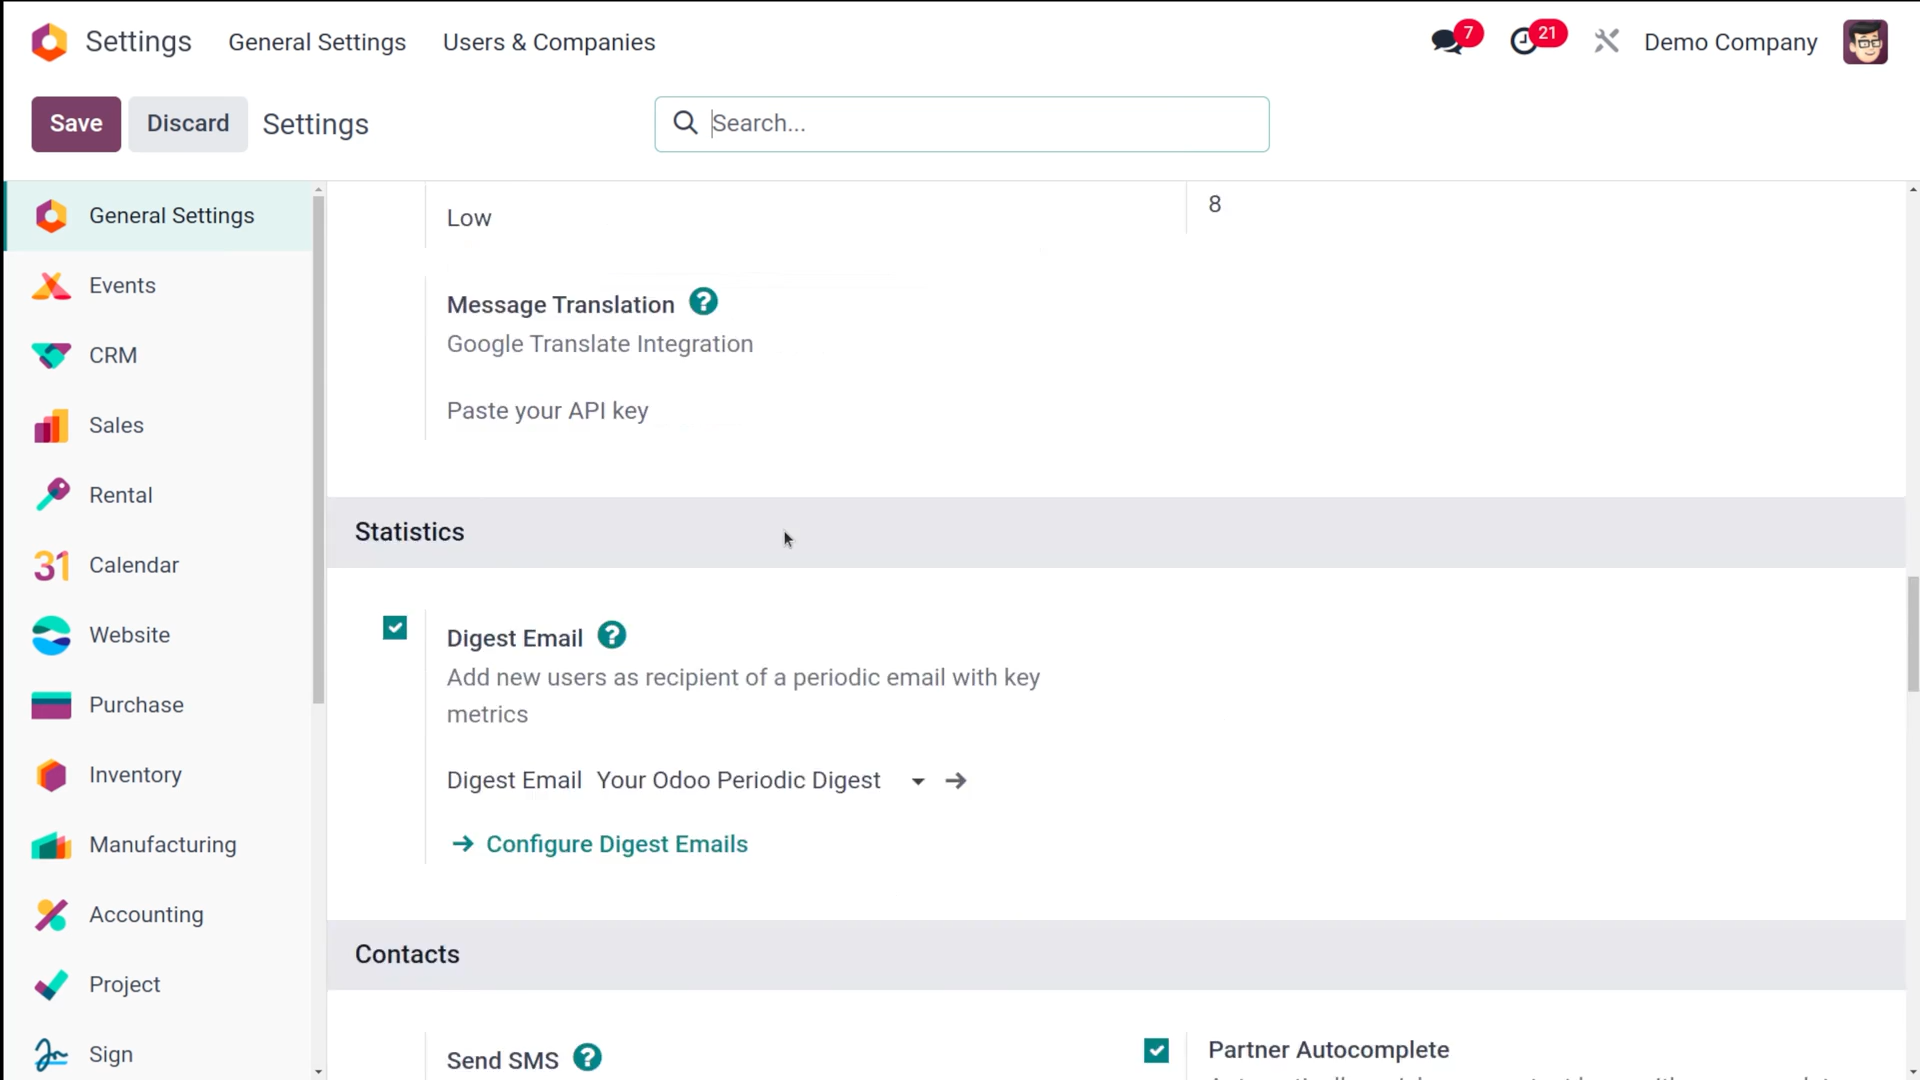 Settings General Settings Users & Companies 7 21 Demo Company
Save Discard Settings Search...
General Settings
Events
CRM
Sales
Rental
31 Calendar
Website
Purchase
Inventory
Manufacturing
Accounting
Project
Sign
Low 8
Message Translation ?
Google Translate Integration
Paste your API key
Statistics
Digest Email ?
Add new users as recipient of a periodic email with key
metrics
Digest Email Your Odoo Periodic Digest
Configure Digest Emails
Contacts
Send SMS ? Partner Autocomplete